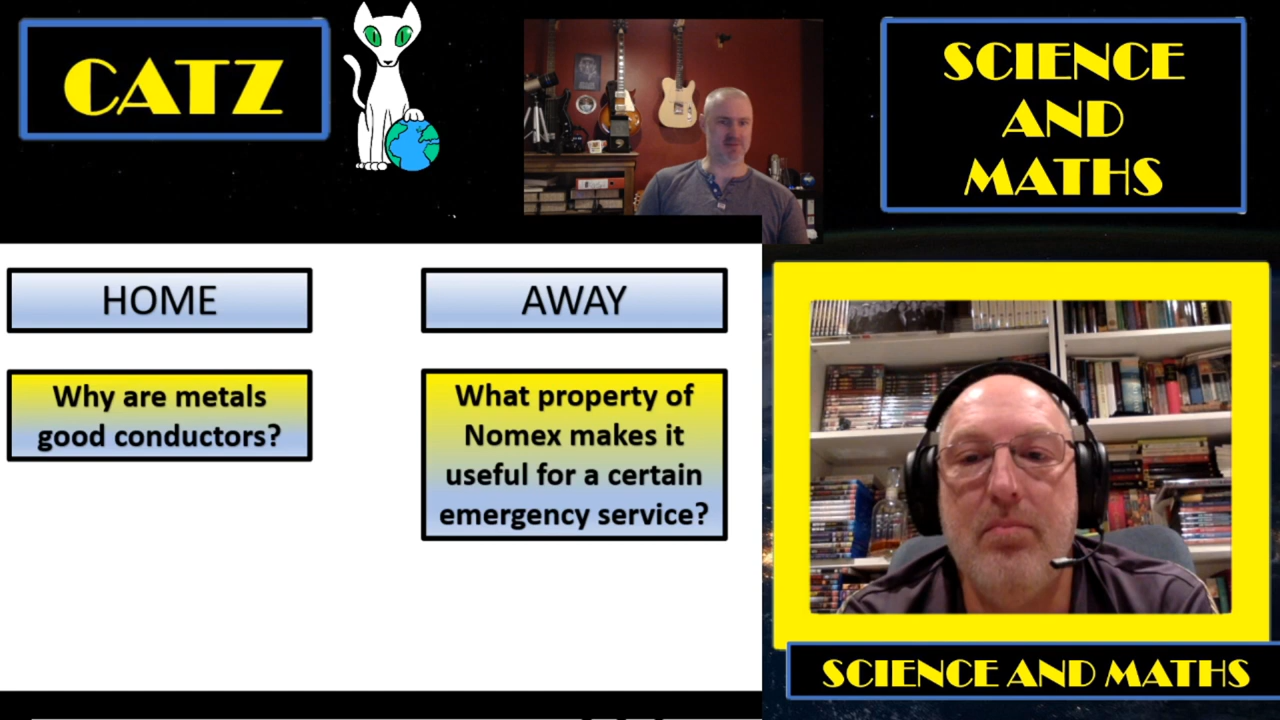 CATZ
SCIENCE
AND
MATHS
HOME
AWAY
Why are metals
good conductors?
What property of
Nomex makes it
useful for a certain
emergency service?
SCIENCE AND MATHS